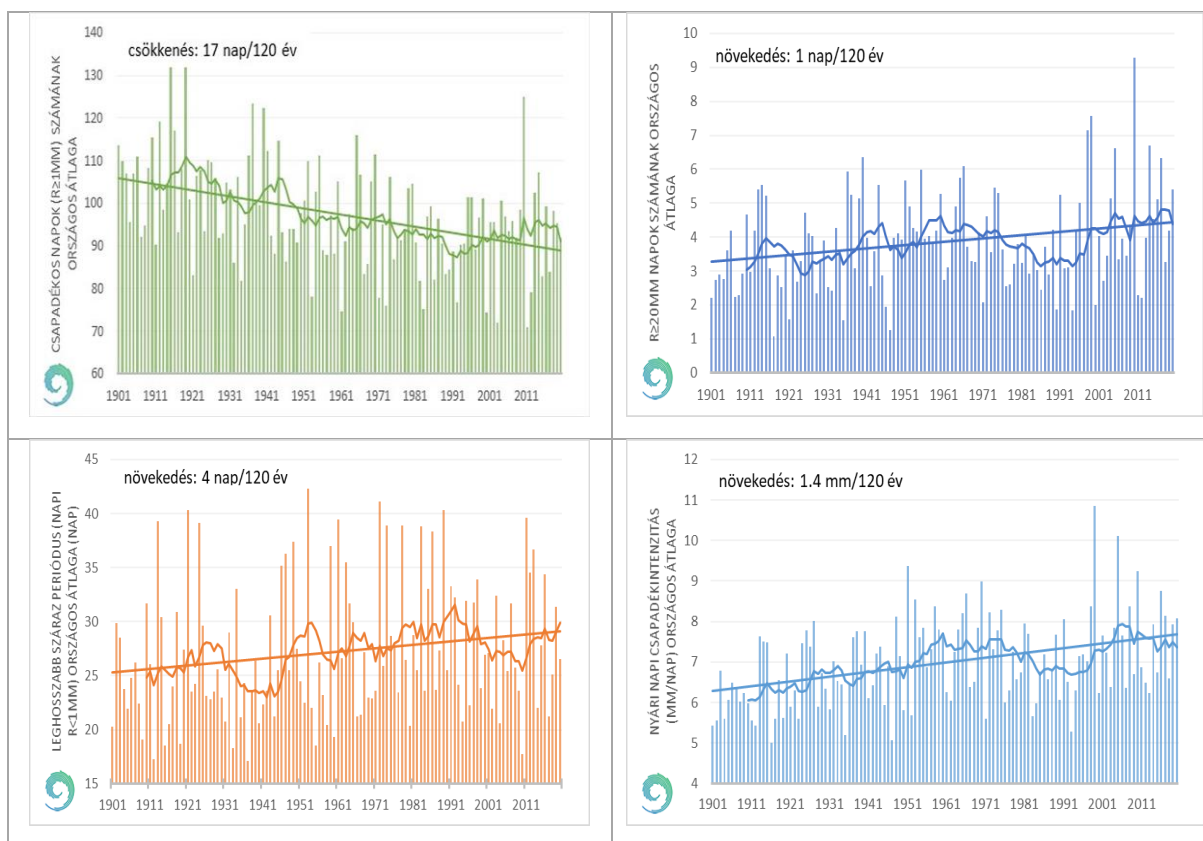 csökkenés: 17 nap/120 év
CSAPADÉKOS NAPOK (R≥1MM) SZÁMÁNAK
ORSZÁGOS ÁTLAGA
140
130
120
110
100
90
80
70
60
1901 1911 1921 1931 1941 1951 1961 1971 1981 1991 2001 2011
növekedés: 1 nap/120 év
R≥20MM NAPOK SZÁMÁNAK ORSZÁGOS
ÁTLAGA
10
9
8
7
6
5
4
3
2
1
0
1901 1911 1921 1931 1941 1951 1961 1971 1981 1991 2001 2011
növekedés: 4 nap/120 év
LEGHOSSZABB SZÁRAZ PERIÓDUS (NAPI
R<1MM) ORSZÁGOS ÁTLAGA (NAP)
45
40
35
30
25
20
15
1901 1911 1921 1931 1941 1951 1961 1971 1981 1991 2001 2011
növekedés: 1.4 mm/120 év
NYÁRI NAPI CSAPADÉKINTENZITÁS
(MM/NAP) ORSZÁGOS ÁTLAGA
12
11
10
9
8
7
6
5
4
1901 1911 1921 1931 1941 1951 1961 1971 1981 1991 2001 2011